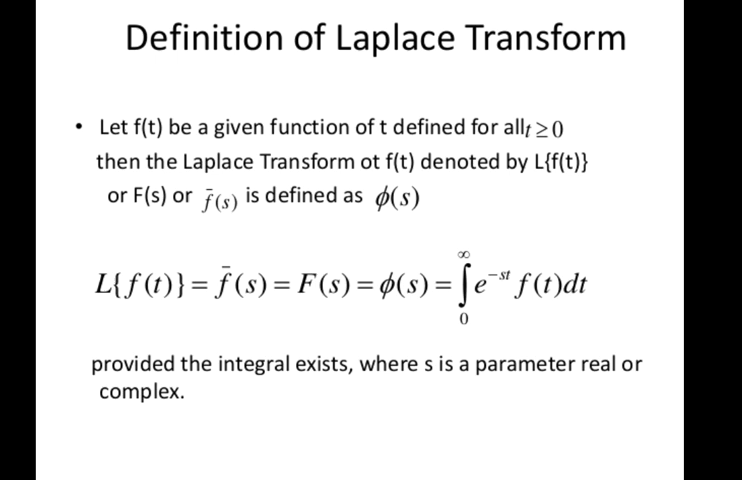 Definition of Laplace Transform
• Let f(t) be a given function of t defined for all t ≥ 0
then the Laplace Transform ot f(t) denoted by L{f(t)}
or F(s) or f̄(s) is defined as ϕ(s)
L{f(t)} = f̄(s) = F(s) = ϕ(s) = ∫₀^∞ e^{-st} f(t)dt
provided the integral exists, where s is a parameter real or
complex.